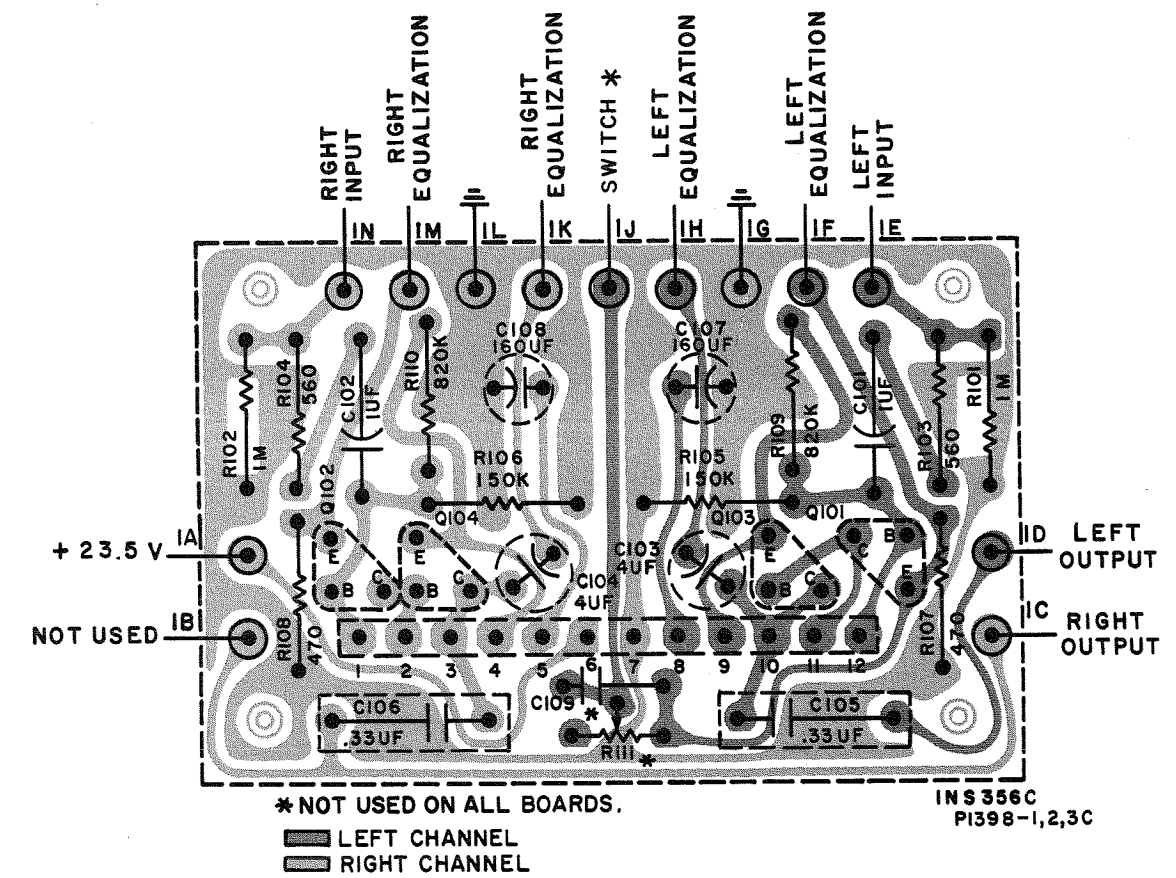 RIGHT INPUT
RIGHT EQUALIZATION
RIGHT EQUALIZATION
SWITCH *
LEFT EQUALIZATION
LEFT EQUALIZATION
LEFT INPUT
1N 1M 1L 1K 1J 1H 1G 1F 1E
C108
160UF
C107
160UF
R102
1M
R104
560
C102
1UF
R110
820K
R109
820K
C101
1UF
R103
560
R101
1M
R106
150K
R105
150K
Q102
Q104
Q103
Q101
1A
+ 23.5 V
1B
NOT USED
1D
LEFT OUTPUT
1C
RIGHT OUTPUT
E
B
C
E
B
C
C104
4UF
C103
4UF
E
B
C
C
B
E
R108
470
R107
470
1 2 3 4 5 6 7 8 9 10 11 12
C109
*
C106
.33UF
R111
*
C105
.33UF
* NOT USED ON ALL BOARDS.
LEFT CHANNEL
RIGHT CHANNEL
INS356C
P1398-1,2,3C